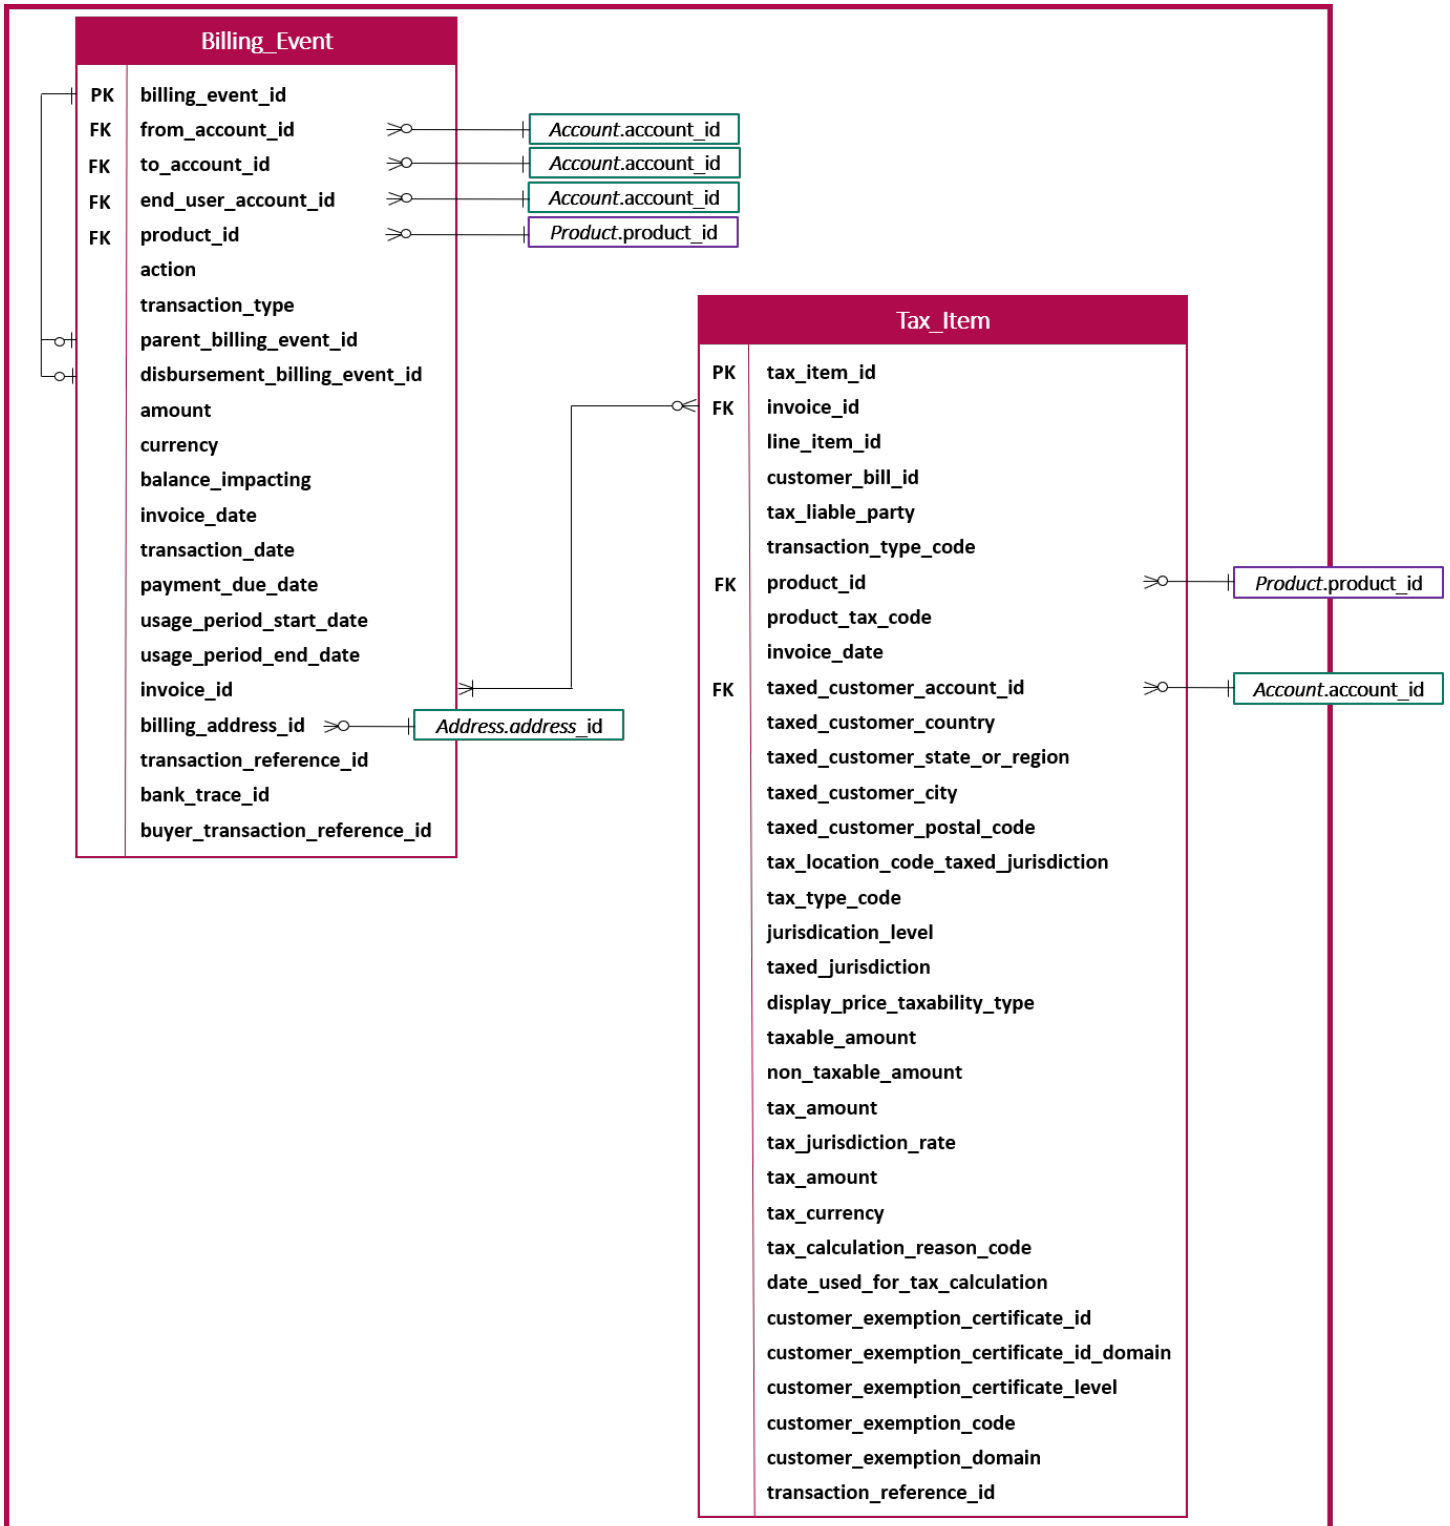 Billing_Event
PK billing_event_id
FK from_account_id Account.account_id
FK to_account_id Account.account_id
FK end_user_account_id Account.account_id
FK product_id Product.product_id
action
transaction_type
parent_billing_event_id
disbursement_billing_event_id
amount
currency
balance_impacting
invoice_date
transaction_date
payment_due_date
usage_period_start_date
usage_period_end_date
invoice_id
billing_address_id Address.address_id
transaction_reference_id
bank_trace_id
buyer_transaction_reference_id
Tax_Item
PK tax_item_id
FK invoice_id
line_item_id
customer_bill_id
tax_liable_party
transaction_type_code
FK product_id Product.product_id
product_tax_code
invoice_date
FK taxed_customer_account_id Account.account_id
taxed_customer_country
taxed_customer_state_or_region
taxed_customer_city
taxed_customer_postal_code
tax_location_code_taxed_jurisdiction
tax_type_code
jurisdication_level
taxed_jurisdiction
display_price_taxability_type
taxable_amount
non_taxable_amount
tax_amount
tax_jurisdiction_rate
tax_amount
tax_currency
tax_calculation_reason_code
date_used_for_tax_calculation
customer_exemption_certificate_id
customer_exemption_certificate_id_domain
customer_exemption_certificate_level
customer_exemption_code
customer_exemption_domain
transaction_reference_id